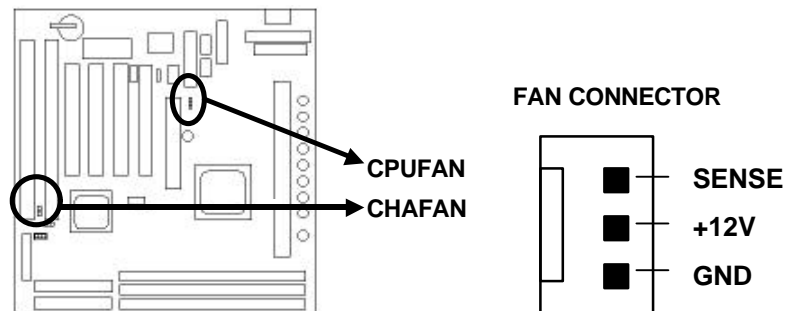 FAN CONNECTOR
CPUFAN
CHAFAN
SENSE
+12V
GND